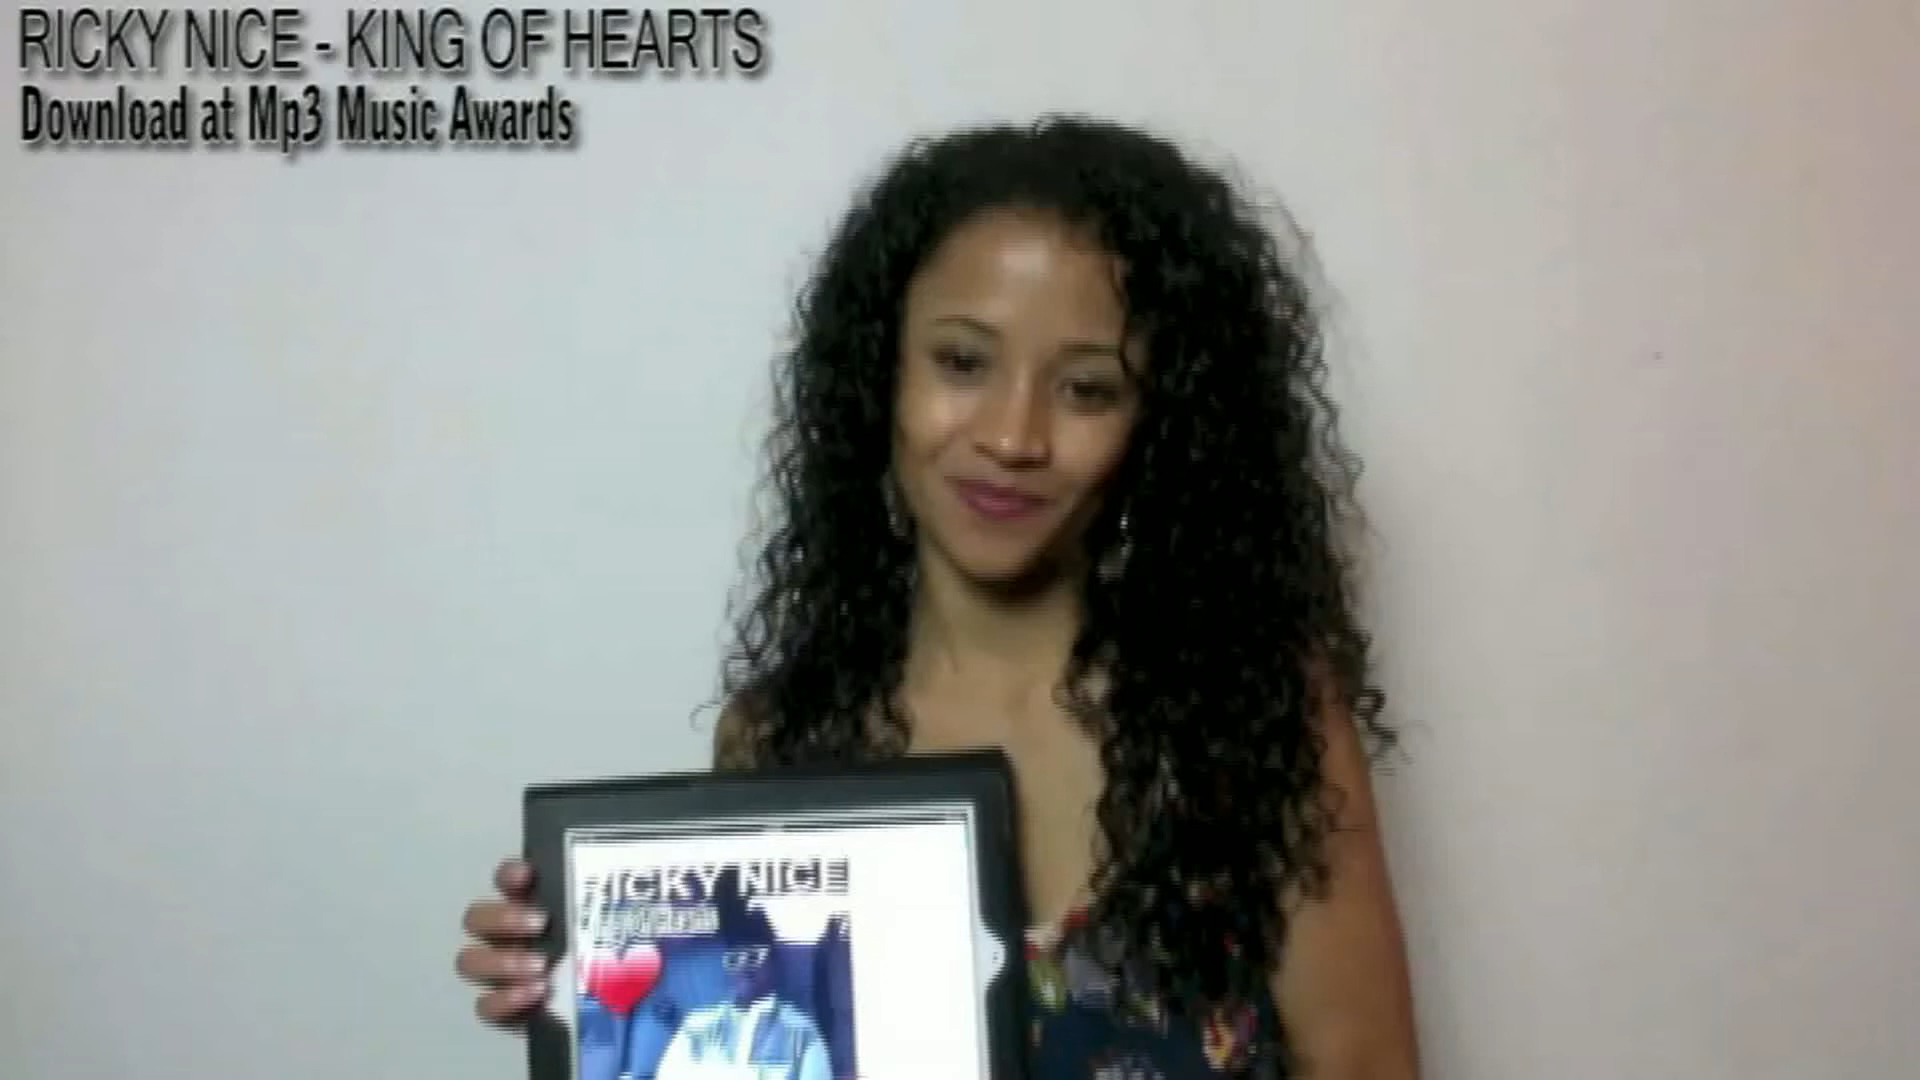 RICKY NICE - KING OF HEARTS
Download at Mp3 Music Awards
RICKY NICE